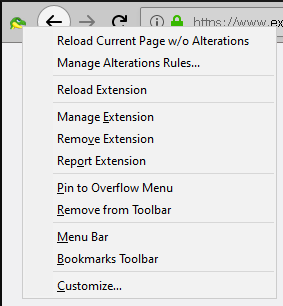 https://www.ex
Reload Current Page w/o Alterations
Manage Alterations Rules...
Reload Extension
Manage Extension
Remove Extension
Report Extension
Pin to Overflow Menu
Remove from Toolbar
Menu Bar
Bookmarks Toolbar
Customize...